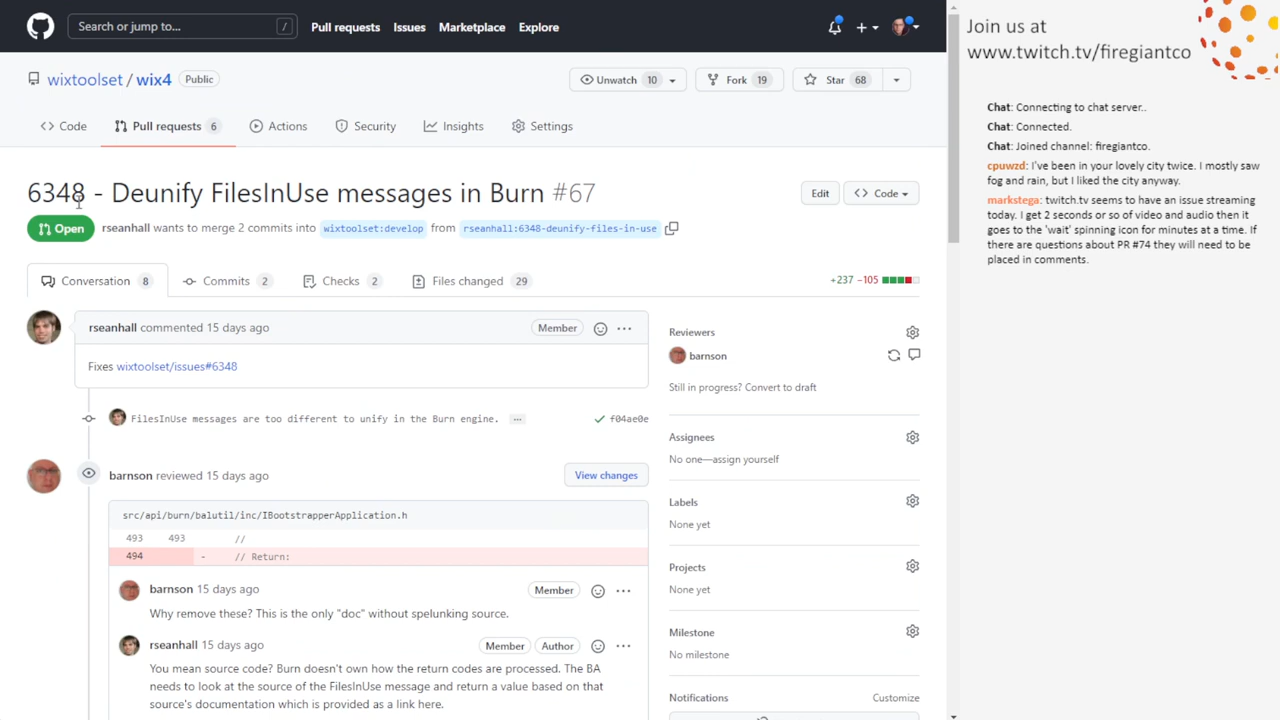 Search or jump to...
/
Pull requests
Issues
Marketplace
Explore
wixtoolset / wix4
Public
Unwatch 10
Fork 19
Star 68
Code
Pull requests 6
Actions
Security
Insights
Settings
6348 - Deunify FilesInUse messages in Burn #67
Edit
Code
Open
rseanhall wants to merge 2 commits into wixtoolset:develop from rseanhall:6348-deunify-files-in-use
Conversation 8
Commits 2
Checks 2
Files changed 29
+237 −105
rseanhall commented 15 days ago
Member
Fixes wixtoolset/issues#6348
FilesInUse messages are too different to unify in the Burn engine.
f04ae0e
barnson reviewed 15 days ago
View changes
src/api/burn/balutil/inc/IBootstrapperApplication.h
493 493 //
494 - // Return:
barnson 15 days ago
Member
Why remove these? This is the only "doc" without spelunking source.
rseanhall 15 days ago
Member
Author
You mean source code? Burn doesn't own how the return codes are processed. The BA
needs to look at the source of the FilesInUse message and return a value based on that
source's documentation which is provided as a link here.
Reviewers
barnson
Still in progress? Convert to draft
Assignees
No one—assign yourself
Labels
None yet
Projects
None yet
Milestone
No milestone
Notifications
Customize
Join us at
www.twitch.tv/firegiantco
Chat: Connecting to chat server..
Chat: Connected.
Chat: Joined channel: firegiantco.
cpuwzd: I've been in your lovely city twice. I mostly saw
fog and rain, but I liked the city anyway.
markstega: twitch.tv seems to have an issue streaming
today. I get 2 seconds or so of video and audio then it
goes to the 'wait' spinning icon for minutes at a time. If
there are questions about PR #74 they will need to be
placed in comments.